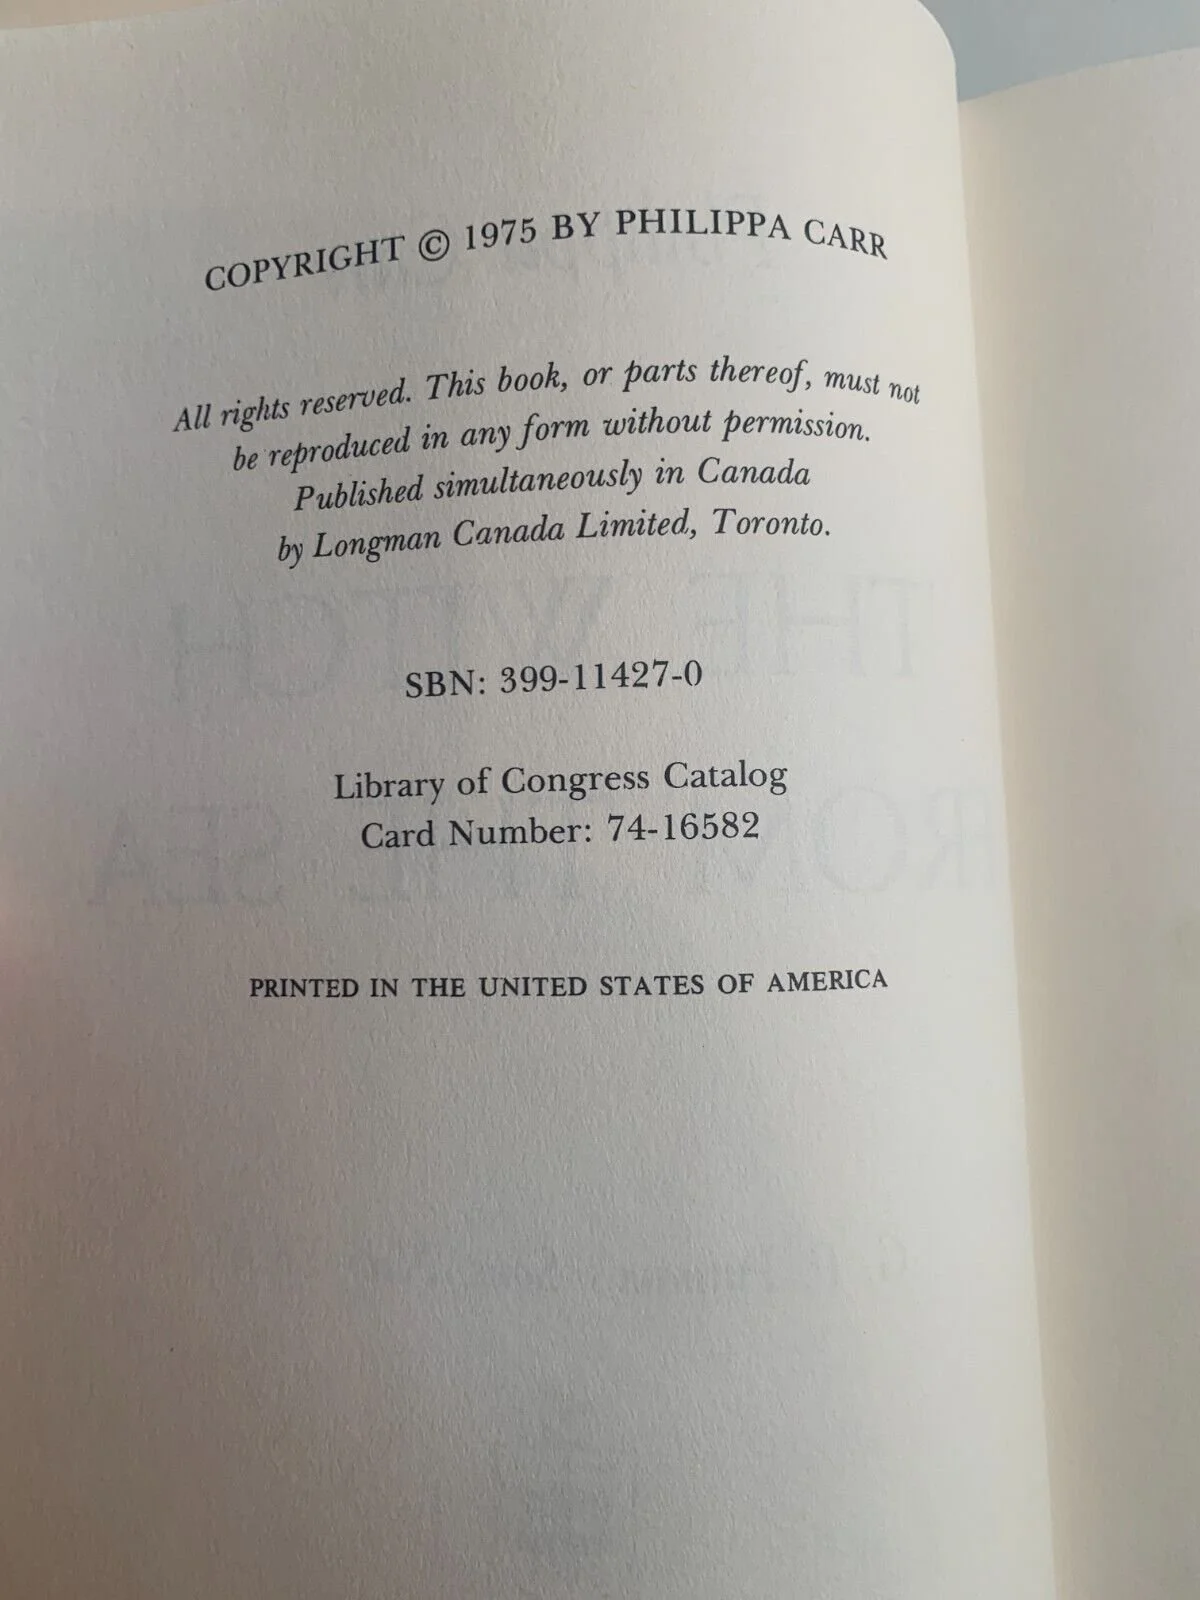 COPYRIGHT © 1975 BY PHILIPPA CARR
All rights reserved. This book, or parts thereof, must not
be reproduced in any form without permission.
Published simultaneously in Canada
by Longman Canada Limited, Toronto.
SBN: 399-11427-0
Library of Congress Catalog
Card Number: 74-16582
PRINTED IN THE UNITED STATES OF AMERICA